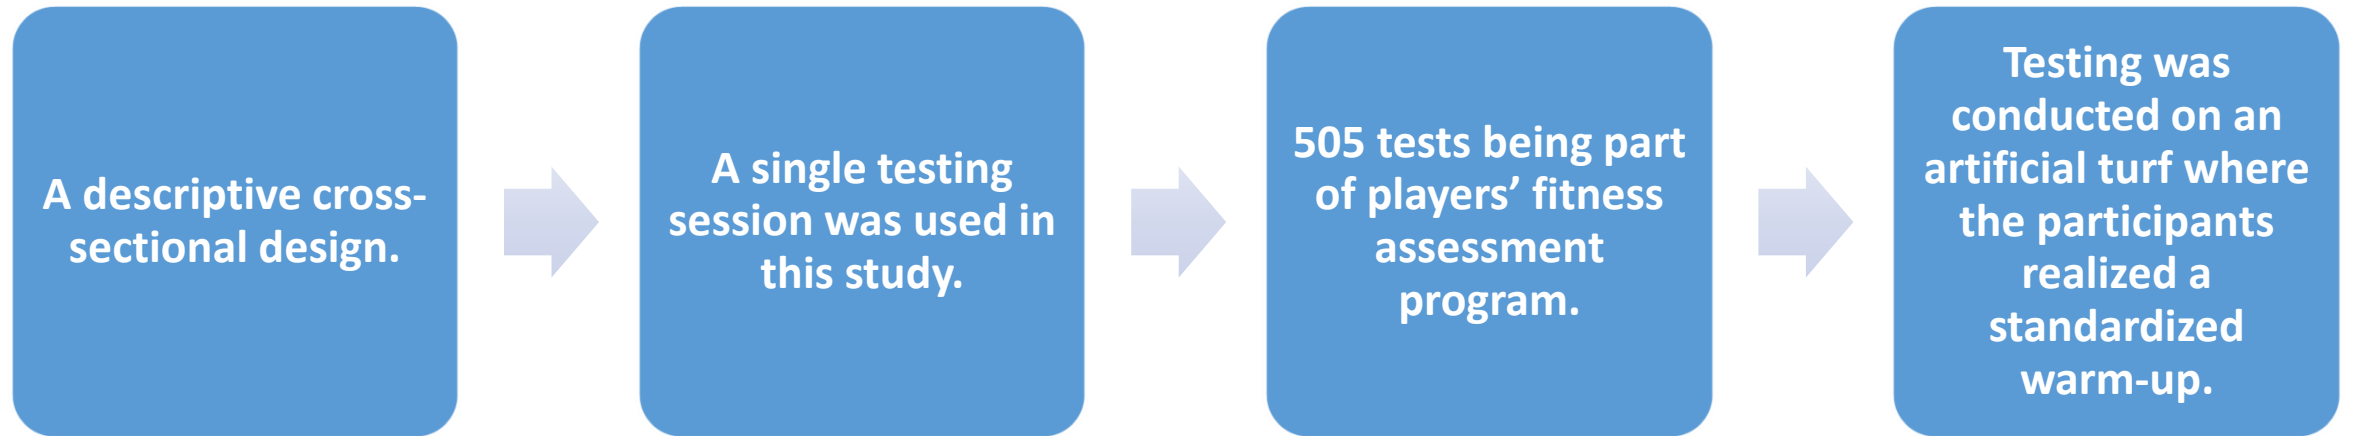 A descriptive cross-
sectional design.
A single testing
session was used in
this study.
505 tests being part
of players’ fitness
assessment
program.
Testing was
conducted on an
artificial turf where
the participants
realized a
standardized
warm-up.